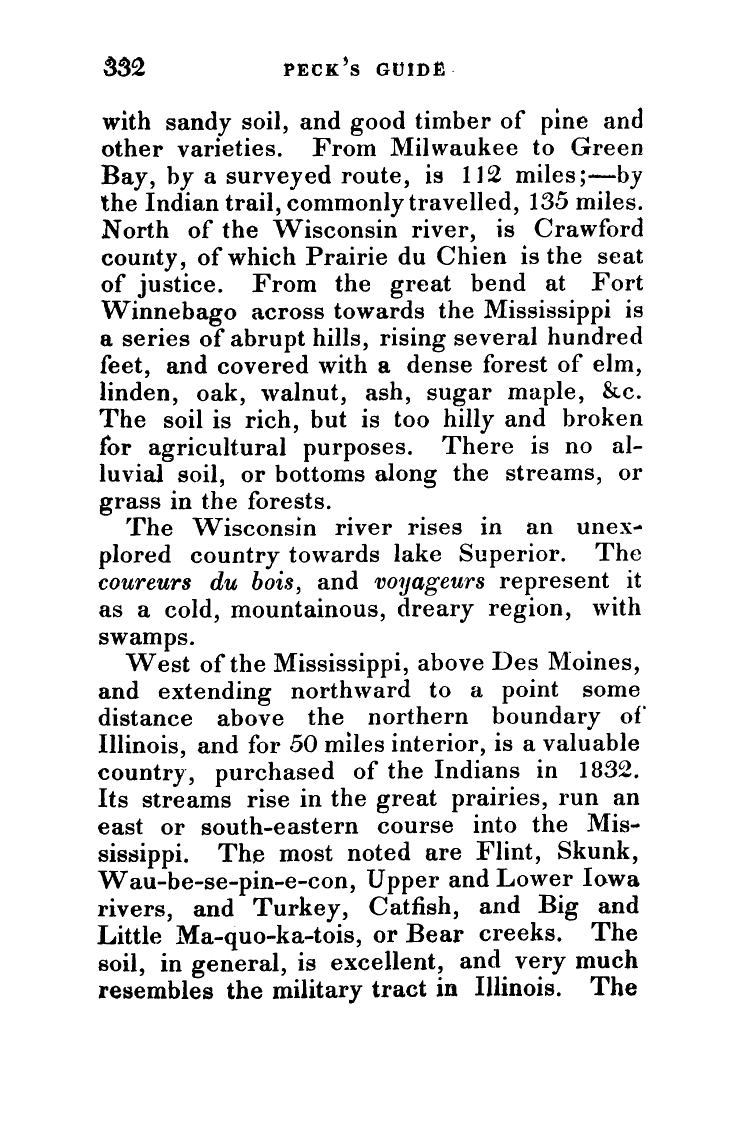 332 PECK'S GUIDE
with sandy soil, and good timber of pine and
other varieties. From Milwaukee to Green
Bay, by a surveyed route, is 112 miles;—by
the Indian trail, commonly travelled, 135 miles.
North of the Wisconsin river, is Crawford
county, of which Prairie du Chien is the seat
of justice. From the great bend at Fort
Winnebago across towards the Mississippi is
a series of abrupt hills, rising several hundred
feet, and covered with a dense forest of elm,
linden, oak, walnut, ash, sugar maple, &c.
The soil is rich, but is too hilly and broken
for agricultural purposes. There is no al-
luvial soil, or bottoms along the streams, or
grass in the forests.
The Wisconsin river rises in an unex-
plored country towards lake Superior. The
coureurs du bois, and voyageurs represent it
as a cold, mountainous, dreary region, with
swamps.
West of the Mississippi, above Des Moines,
and extending northward to a point some
distance above the northern boundary of
Illinois, and for 50 miles interior, is a valuable
country, purchased of the Indians in 1832.
Its streams rise in the great prairies, run an
east or south-eastern course into the Mis-
sissippi. The most noted are Flint, Skunk,
Wau-be-se-pin-e-con, Upper and Lower Iowa
rivers, and Turkey, Catfish, and Big and
Little Ma-quo-ka-tois, or Bear creeks. The
soil, in general, is excellent, and very much
resembles the military tract in Illinois. The